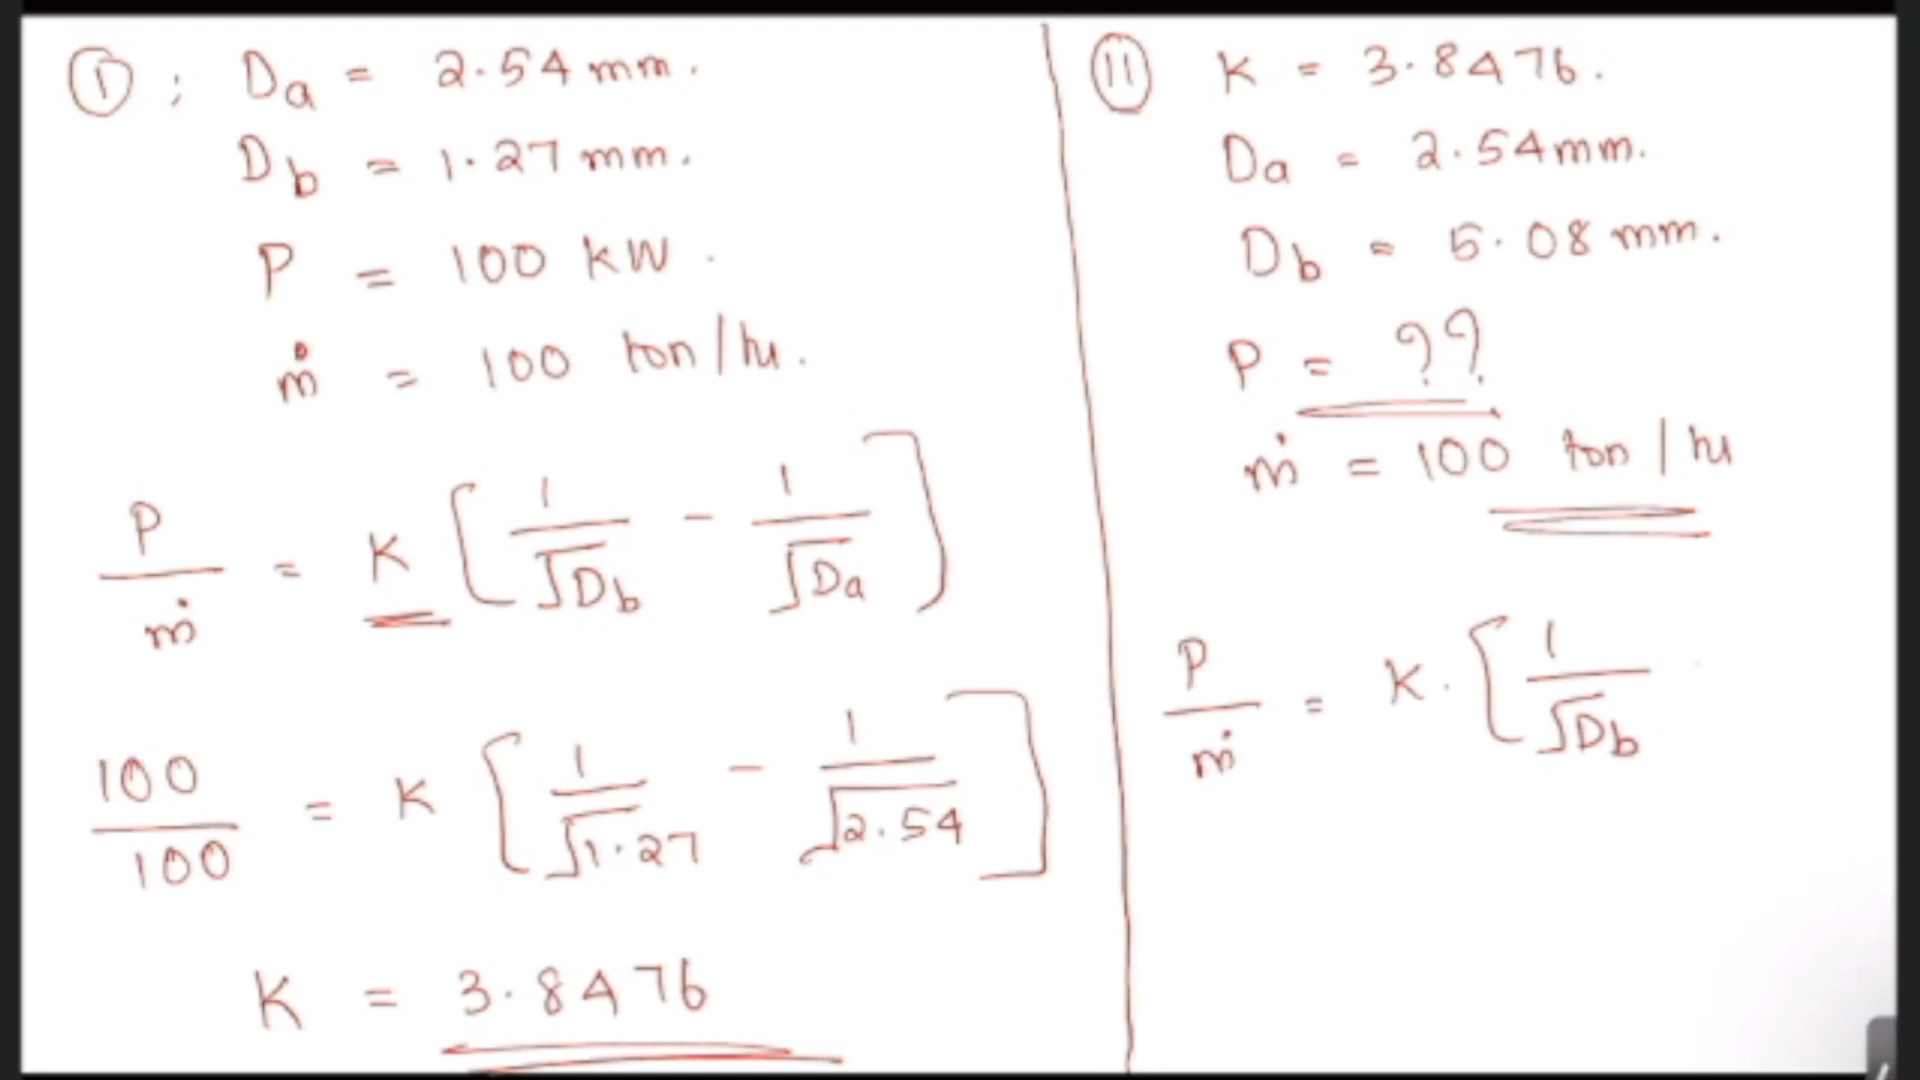 ① ; Da = 2.54 mm.
Db = 1.27 mm.
P = 100 kW.
ṁ = 100 ton/hr.
P/ṁ = K [1/√Db - 1/√Da]
100/100 = K [1/√1.27 - 1/√2.54]
K = 3.8476
⑪ K = 3.8476.
Da = 2.54 mm.
Db = 5.08 mm.
P = ??
ṁ = 100 ton/hr
P/ṁ = K. [1/√Db